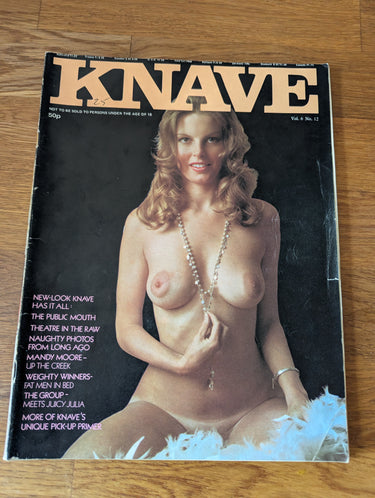 KNAVE
25
NOT TO BE SOLD TO PERSONS UNDER THE AGE OF 18
50p
Vol. 6 No. 12
NEW-LOOK KNAVE
HAS IT ALL:
THE PUBLIC MOUTH
THEATRE IN THE RAW
NAUGHTY PHOTOS
FROM LONG AGO
MANDY MOORE–
UP THE CREEK
WEIGHTY WINNERS-
FAT MEN IN BED
THE GROUP -
MEETS JUICY JULIA
MORE OF KNAVE'S
UNIQUE PICK-UP PRIMER